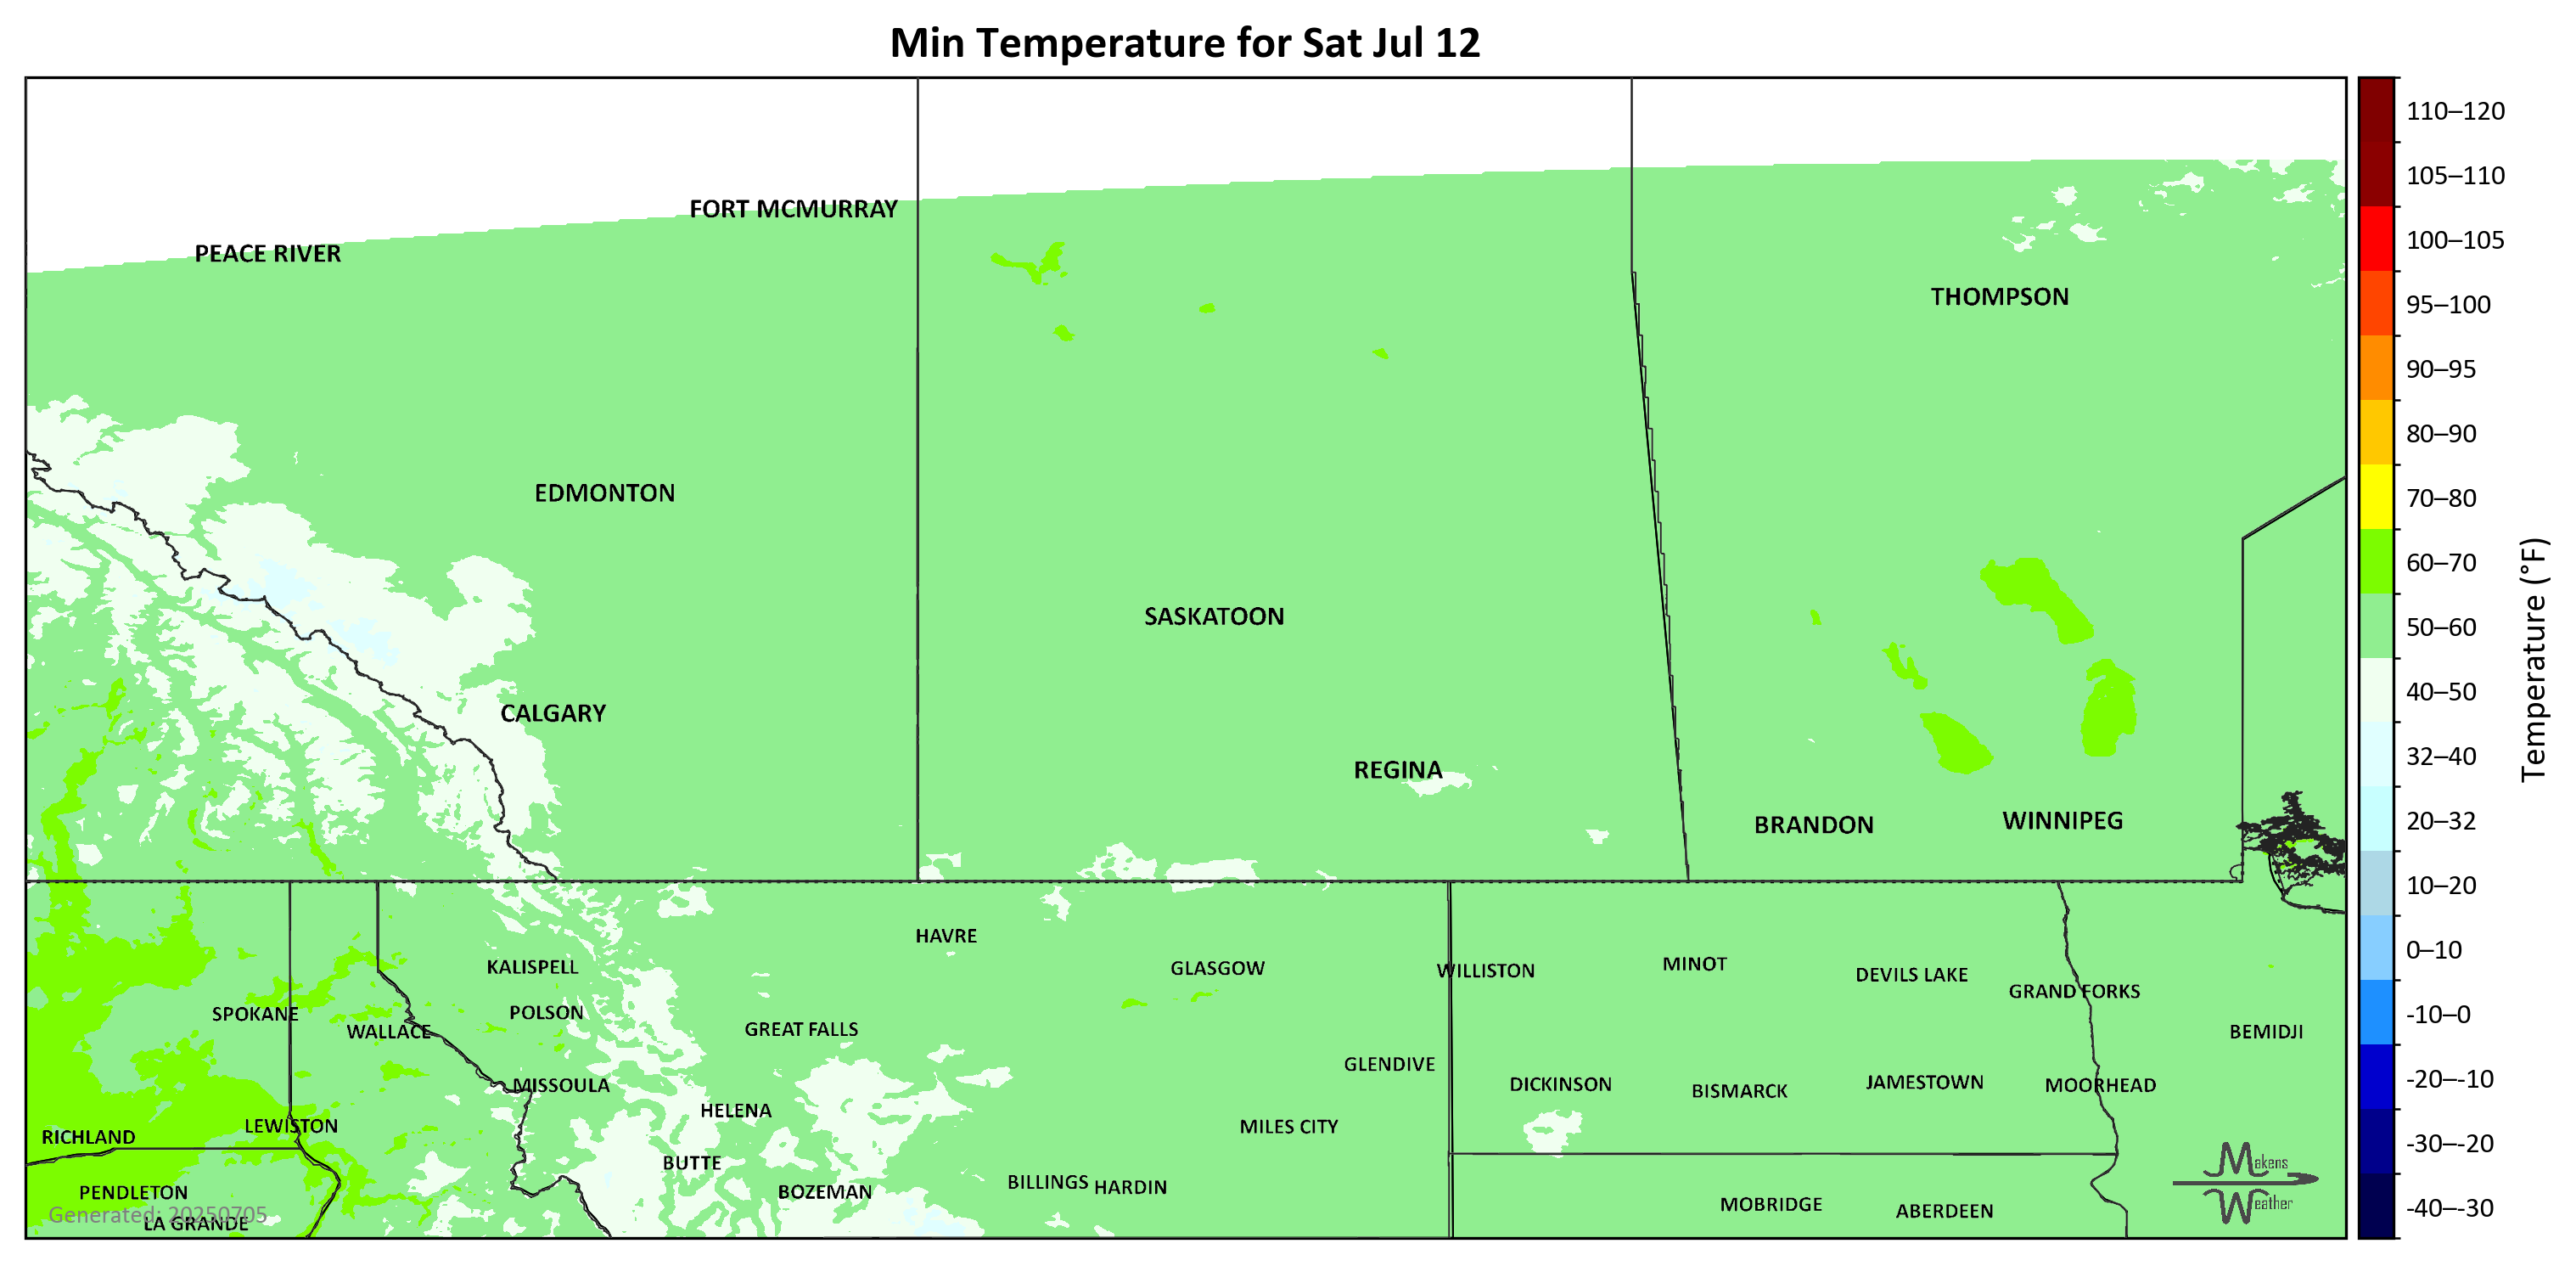 Min Temperature for Sat Jul 12
FORT MCMURRAY
PEACE RIVER
THOMPSON
EDMONTON
SASKATOON
CALGARY
REGINA
BRANDON
WINNIPEG
HAVRE
KALISPELL
GLASGOW
WILLISTON
MINOT
DEVILS LAKE
GRAND FORKS
SPOKANE
POLSON
WALLACE
GREAT FALLS
BEMIDJI
GLENDIVE
MISSOULA
DICKINSON
BISMARCK
JAMESTOWN
MOORHEAD
HELENA
LEWISTON
MILES CITY
RICHLAND
BUTTE
BOZEMAN
BILLINGS
HARDIN
PENDLETON
MOBRIDGE
ABERDEEN
Generated: 20250705
LA GRANDE
Makens
Weather
110–120
105–110
100–105
95–100
90–95
80–90
70–80
60–70
50–60
40–50
32–40
20–32
10–20
0–10
-10–0
-20–-10
-30–-20
-40–-30
Temperature (°F)